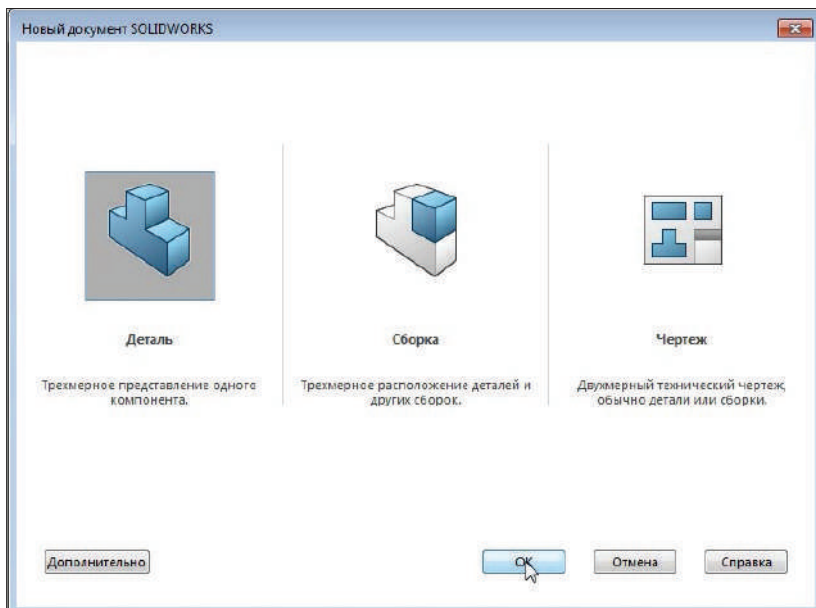 Новый документ SOLIDWORKS
Деталь
Трехмерное представление одного
компонента.
Сборка
Трехмерное расположение деталей и
других сборок.
Чертеж
Двухмерный технический чертеж,
обычно детали или сборки.
Дополнительно
OK
Отмена
Справка